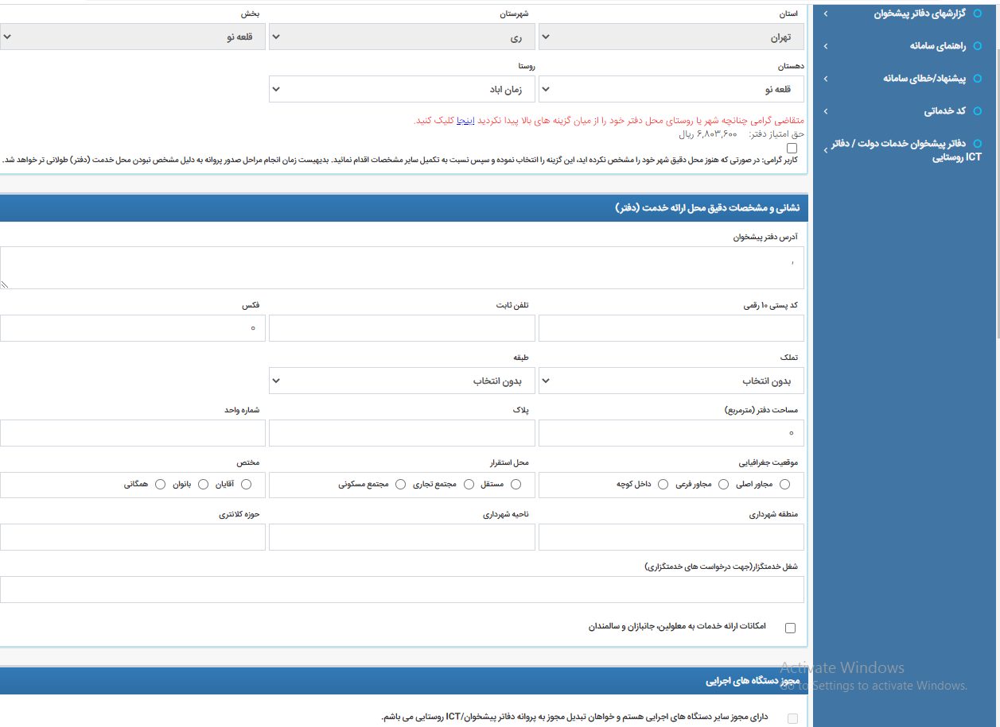 گزارشهای دفاتر پیشخوان
راهنمای سامانه
پیشنهاد/خطای سامانه
کد خدماتی
دفاتر پیشخوان خدمات دولت / دفاتر
ICT روستایی
استان
شهرستان
بخش
تهران
ری
قلعه نو
دهستان
روستا
قلعه نو
زمان اباد
متقاضی گرامی چنانچه شهر یا روستای محل دفتر خود را از میان گزینه های بالا پیدا نکردید اینجا کلیک کنید.
حق امتیاز دفتر: ۶,۸۰۳,۶۰۰ ریال
کاربر گرامی: در صورتی که هنوز محل دقیق شهر خود را مشخص نکرده اید، این گزینه را انتخاب نموده و سپس نسبت به تکمیل سایر مشخصات اقدام نمائید. بدیهیست زمان انجام مراحل صدور پروانه به دلیل مشخص نبودن محل خدمت (دفتر) طولانی تر خواهد شد.
نشانی و مشخصات دقیق محل ارائه خدمت (دفتر)
آدرس دفتر پیشخوان
,
کد پستی ۱۰ رقمی
تلفن ثابت
فکس
۰
تملک
طبقه
بدون انتخاب
بدون انتخاب
مساحت دفتر (مترمربع)
پلاک
شماره واحد
۰
موقعیت جغرافیایی
محل استقرار
مختص
مجاور اصلی مجاور فرعی داخل کوچه
مستقل مجتمع تجاری مجتمع مسکونی
آقایان بانوان همگانی
منطقه شهرداری
ناحیه شهرداری
حوزه کلانتری
شغل خدمتگزار(جهت درخواست های خدمتگزاری)
امکانات ارائه خدمات به معلولین، جانبازان و سالمندان
مجوز دستگاه های اجرایی
دارای مجوز سایر دستگاه های اجرایی هستم و خواهان تبدیل مجوز به پروانه دفاتر پیشخوان/ICT روستایی می باشم.
Activate Windows
Go to Settings to activate Windows.